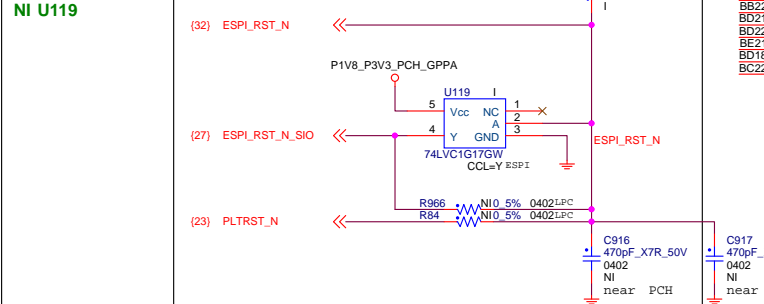 NI U119
{32} ESPI_RST_N
I
P1V8_P3V3_PCH_GPPA
U119 I
5 Vcc NC 1
A 2
4 Y GND 3
{27} ESPI_RST_N_SIO
ESPI_RST_N
74LVC1G17GW
CCL=Y ESPI
R966 NI 0_5% 0402 LPC
R84 NI 0_5% 0402 LPC
{23} PLTRST_N
C916
470pF_X7R_50V
0402
NI
near PCH
C917
470pF_
0402
NI
near
BB22
BD21
BD22
BE21
BD18
BC22